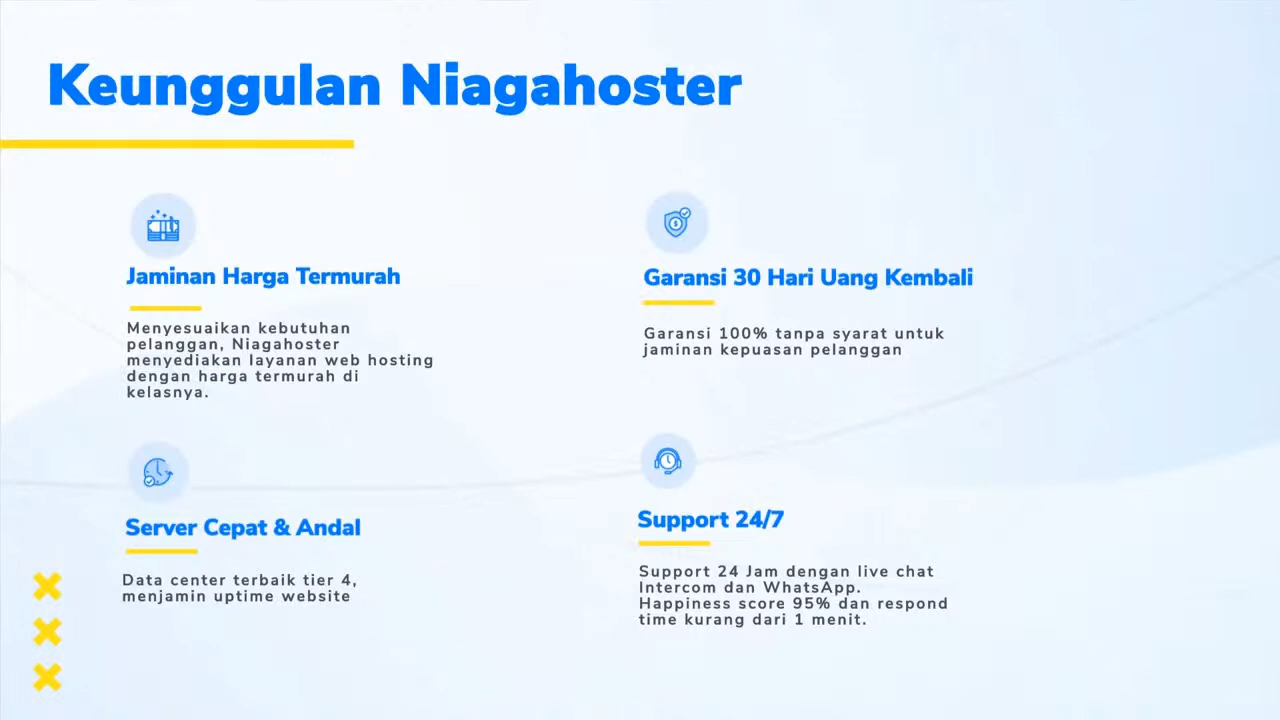 Keunggulan Niagahoster
Jaminan Harga Termurah
Menyesuaikan kebutuhan
pelanggan, Niagahoster
menyediakan layanan web hosting
dengan harga termurah di
kelasnya.
Garansi 30 Hari Uang Kembali
Garansi 100% tanpa syarat untuk
jaminan kepuasan pelanggan
Server Cepat & Andal
Data center terbaik tier 4,
menjamin uptime website
Support 24/7
Support 24 Jam dengan live chat
Intercom dan WhatsApp.
Happiness score 95% dan respond
time kurang dari 1 menit.